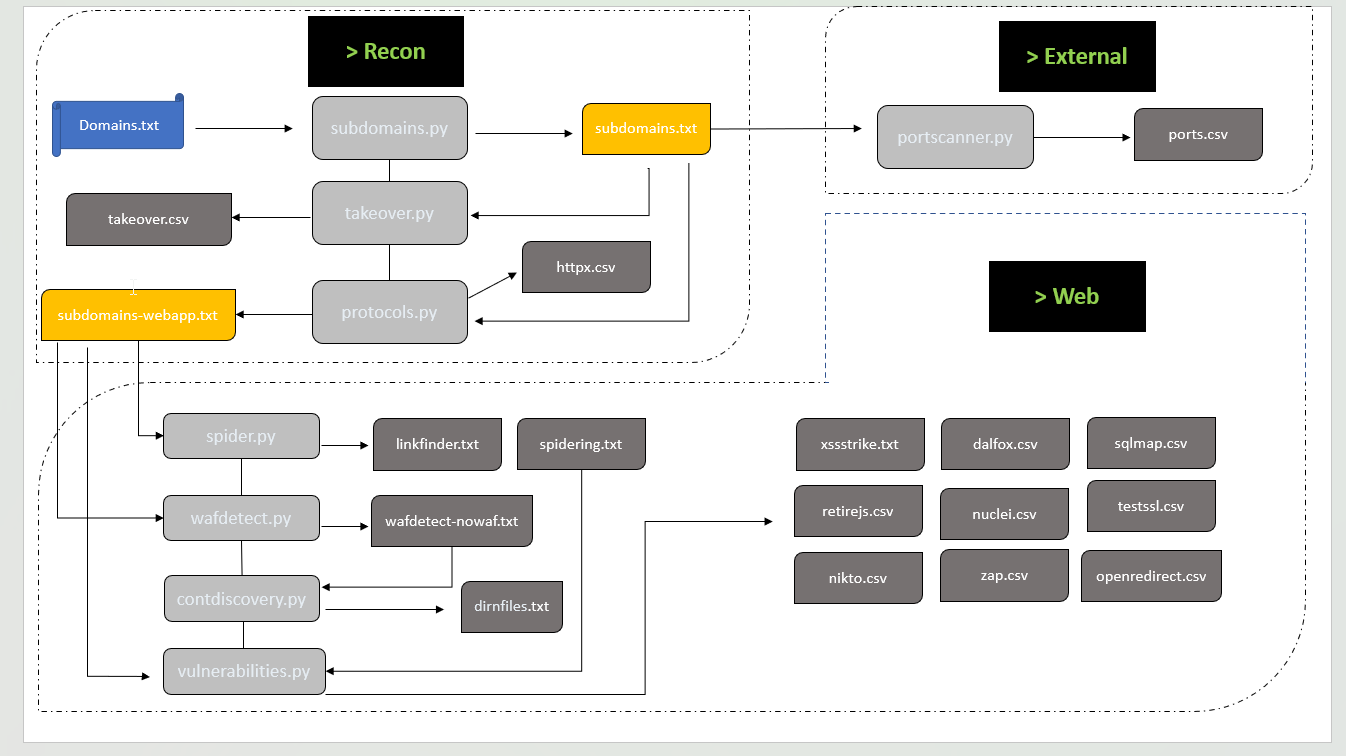 > Recon
> External
Domains.txt
subdomains.py
subdomains.txt
portscanner.py
ports.csv
takeover.csv
takeover.py
httpx.csv
subdomains-webapp.txt
protocols.py
> Web
spider.py
linkfinder.txt
spidering.txt
xssstrike.txt
dalfox.csv
sqlmap.csv
wafdetect.py
wafdetect-nowaf.txt
retirejs.csv
nuclei.csv
testssl.csv
contdiscovery.py
dirnfiles.txt
nikto.csv
zap.csv
openredirect.csv
vulnerabilities.py